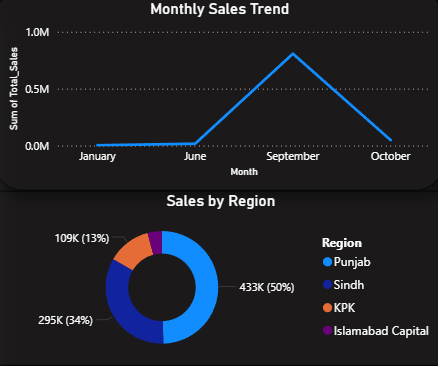 Monthly Sales Trend
1.0M
0.5M
0.0M
Sum of Total_Sales
January June September October
Month
Sales by Region
109K (13%)
433K (50%)
295K (34%)
Region
Punjab
Sindh
KPK
Islamabad Capital